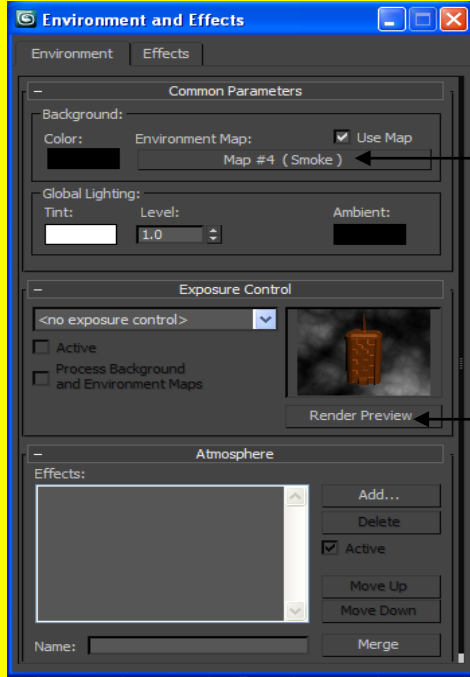 Environment and Effects
Environment Effects
Common Parameters
Background:
Color: Environment Map: Use Map
Map #4 ( Smoke )
Global Lighting:
Tint: Level: Ambient:
1.0
Exposure Control
<no exposure control>
Active
Process Background
and Environment Maps
Render Preview
Atmosphere
Effects:
Add...
Delete
Active
Move Up
Move Down
Name: Merge